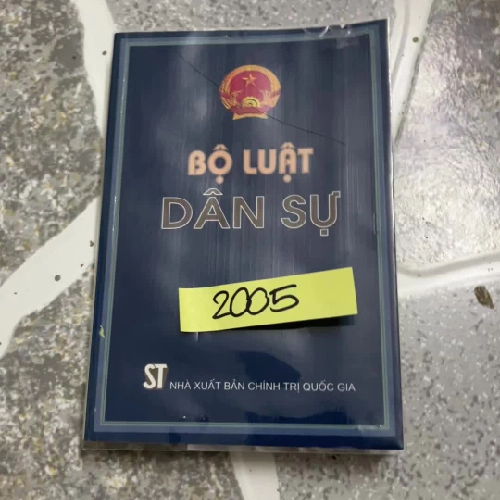 BỘ LUẬT
DÂN SỰ
2005
ST NHÀ XUẤT BẢN CHÍNH TRỊ QUỐC GIA